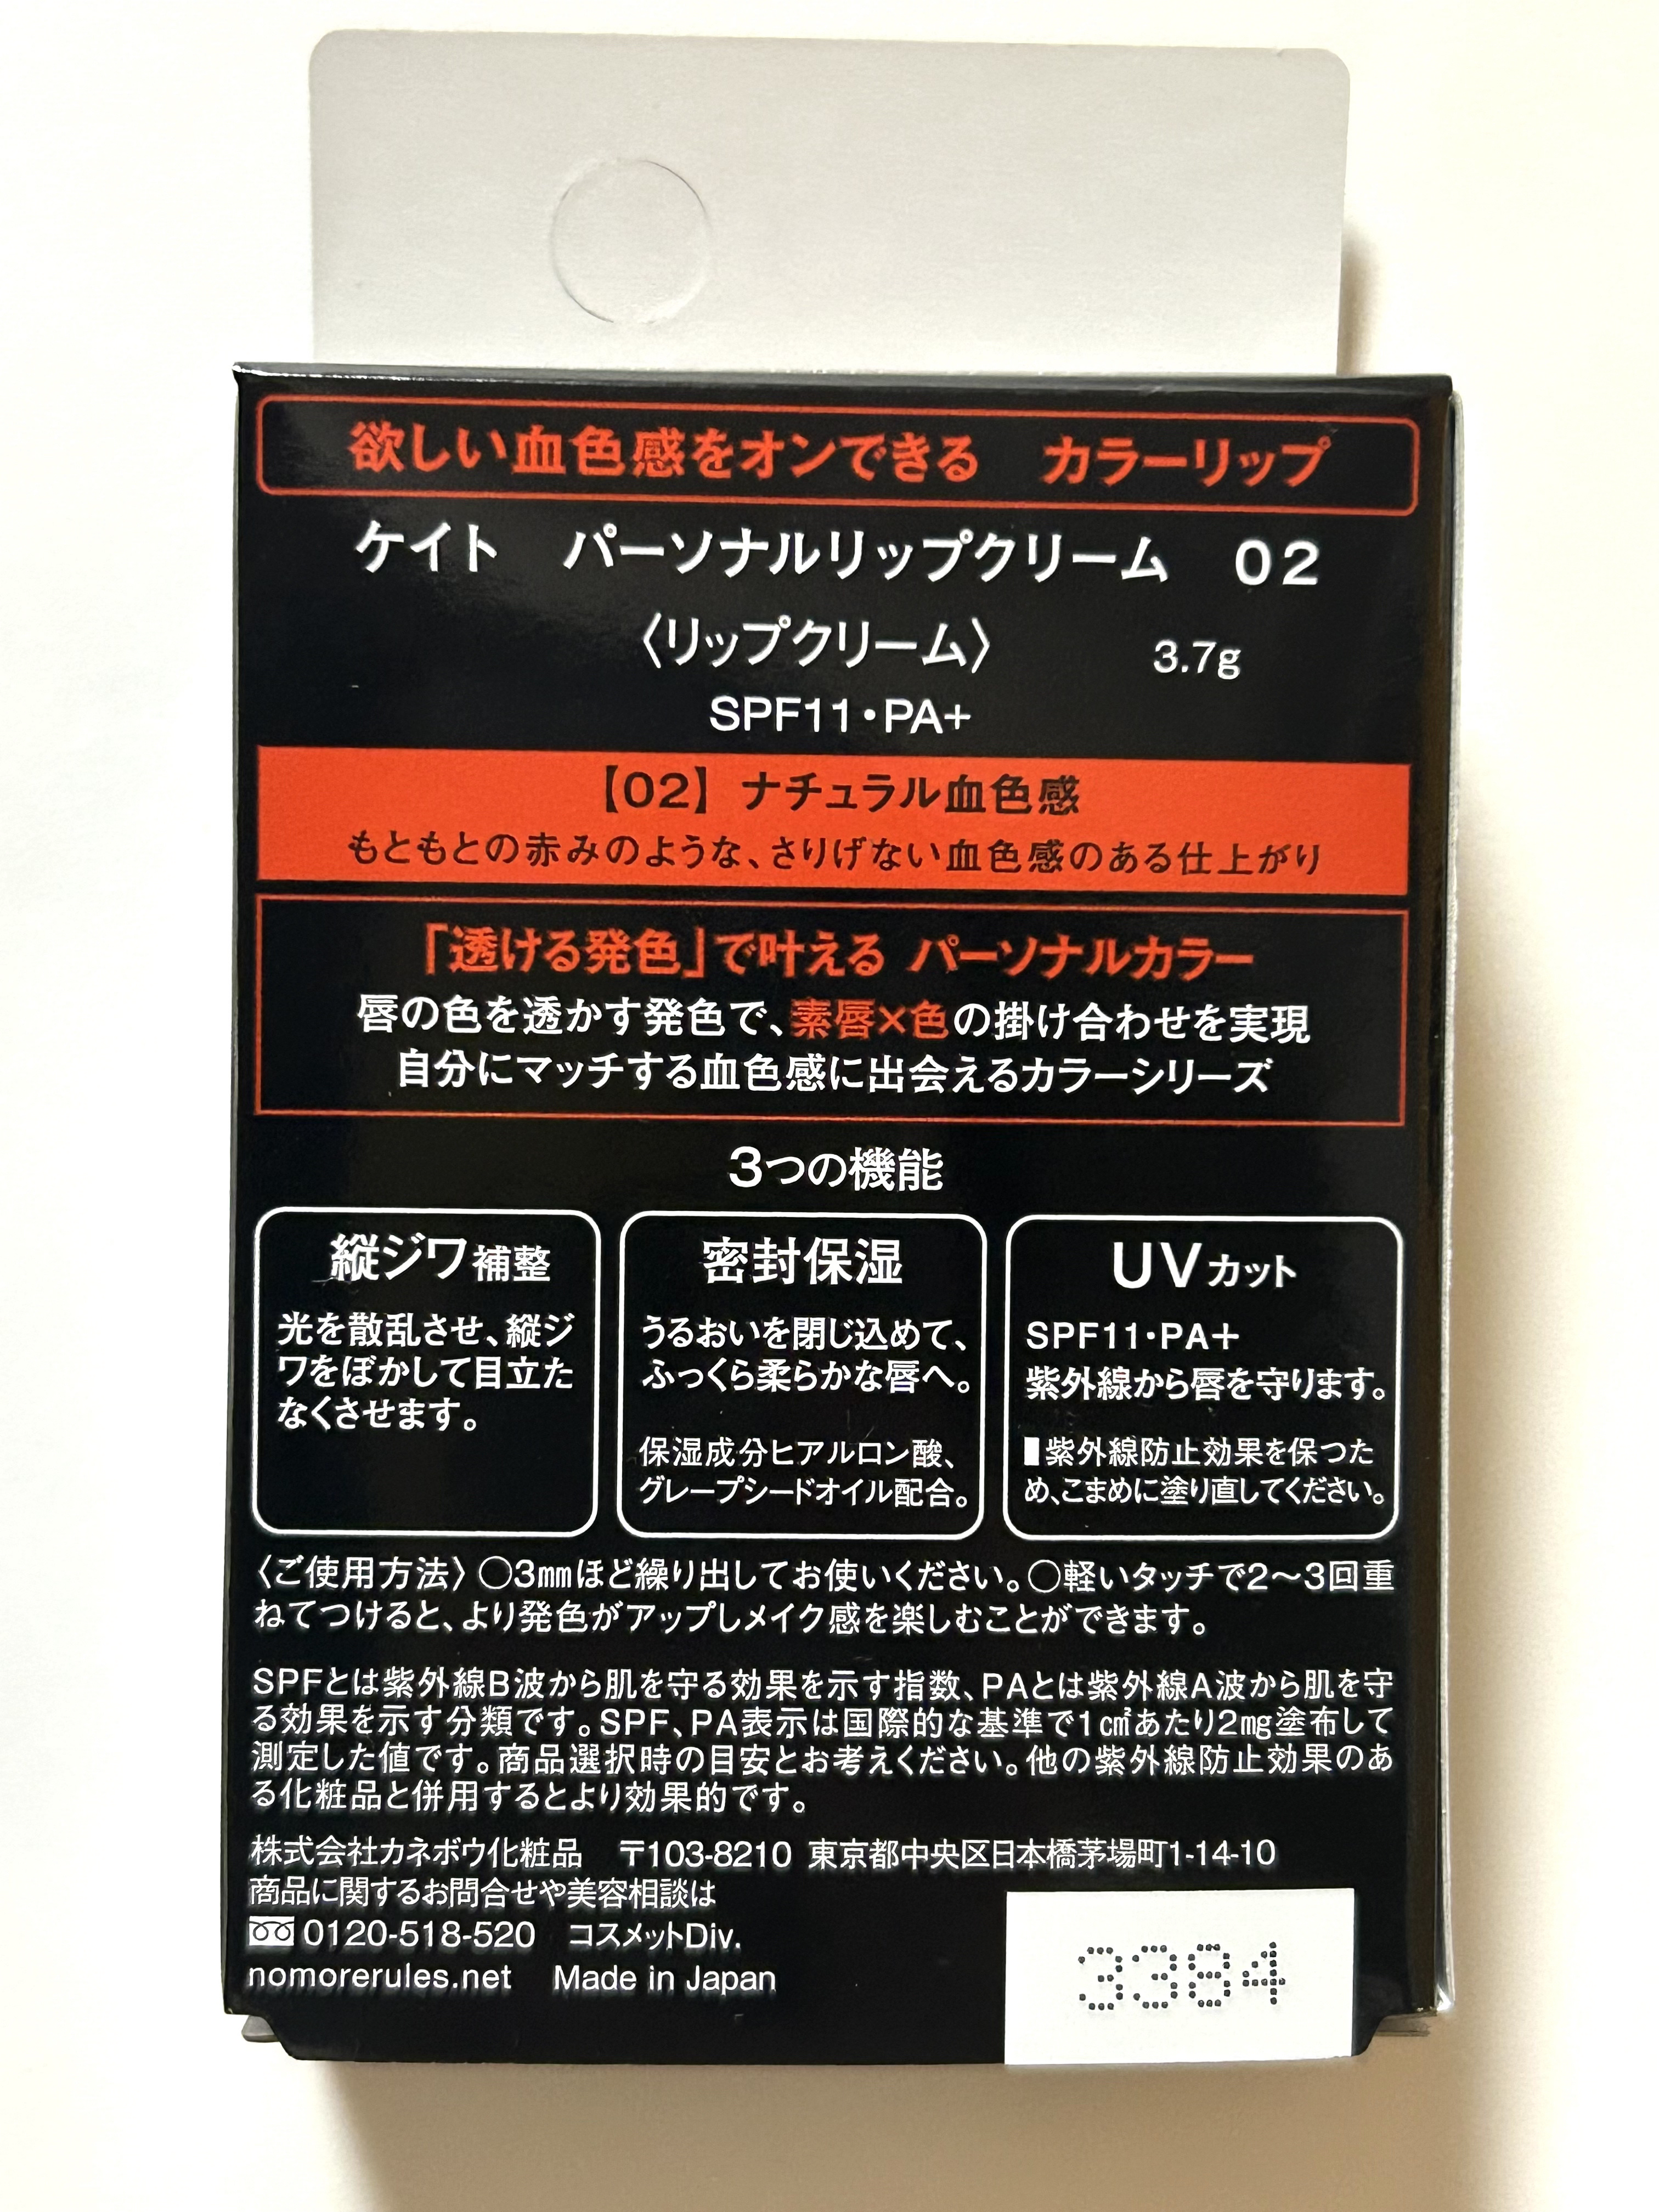 欲しい血色感をオンできる　カラーリップ
ケイト　パーソナルリップクリーム　02
〈リップクリーム〉　3.7g
SPF11・PA+
【02】ナチュラル血色感
もともとの赤みのような、さりげない血色感のある仕上がり
「透ける発色」で叶える パーソナルカラー
唇の色を透かす発色で、素唇×色の掛け合わせを実現
自分にマッチする血色感に出会えるカラーシリーズ
3つの機能
縦ジワ補整
光を散乱させ、縦ジ
ワをぼかして目立た
なくさせます。
密封保湿
うるおいを閉じ込めて、
ふっくら柔らかな唇へ。
保湿成分ヒアルロン酸、
グレープシードオイル配合。
UVカット
SPF11・PA+
紫外線から唇を守ります。
▮紫外線防止効果を保つた
め、こまめに塗り直してください。
〈ご使用方法〉○3㎜ほど繰り出してお使いください。○軽いタッチで2〜3回重
ねてつけると、より発色がアップしメイク感を楽しむことができます。
SPFとは紫外線B波から肌を守る効果を示す指数、PAとは紫外線A波から肌を守
る効果を示す分類です。SPF、PA表示は国際的な基準で1㎠あたり2㎎塗布して
測定した値です。商品選択時の目安とお考えください。他の紫外線防止効果のあ
る化粧品と併用するとより効果的です。
株式会社カネボウ化粧品　〒103-8210 東京都中央区日本橋茅場町1-14-10
商品に関するお問合せや美容相談は
0120-518-520　コスメットDiv.
nomorerules.net　Made in Japan
3384